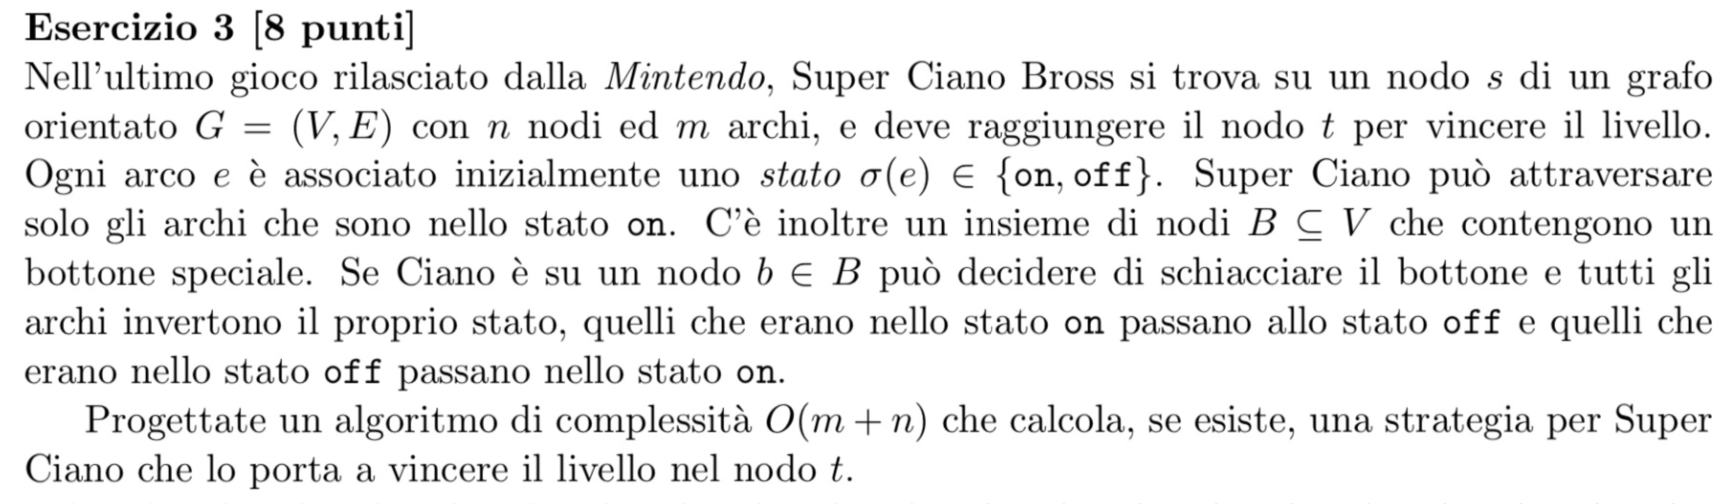 Esercizio 3 [8 punti]
Nell'ultimo gioco rilasciato dalla Mintendo, Super Ciano Bross si trova su un nodo s di un grafo
orientato G = (V, E) con n nodi ed m archi, e deve raggiungere il nodo t per vincere il livello.
Ogni arco e è associato inizialmente uno stato σ(e) ∈ {on, off}. Super Ciano può attraversare
solo gli archi che sono nello stato on. C'è inoltre un insieme di nodi B ⊆ V che contengono un
bottone speciale. Se Ciano è su un nodo b ∈ B può decidere di schiacciare il bottone e tutti gli
archi invertono il proprio stato, quelli che erano nello stato on passano allo stato off e quelli che
erano nello stato off passano nello stato on.
Progettate un algoritmo di complessità O(m + n) che calcola, se esiste, una strategia per Super
Ciano che lo porta a vincere il livello nel nodo t.